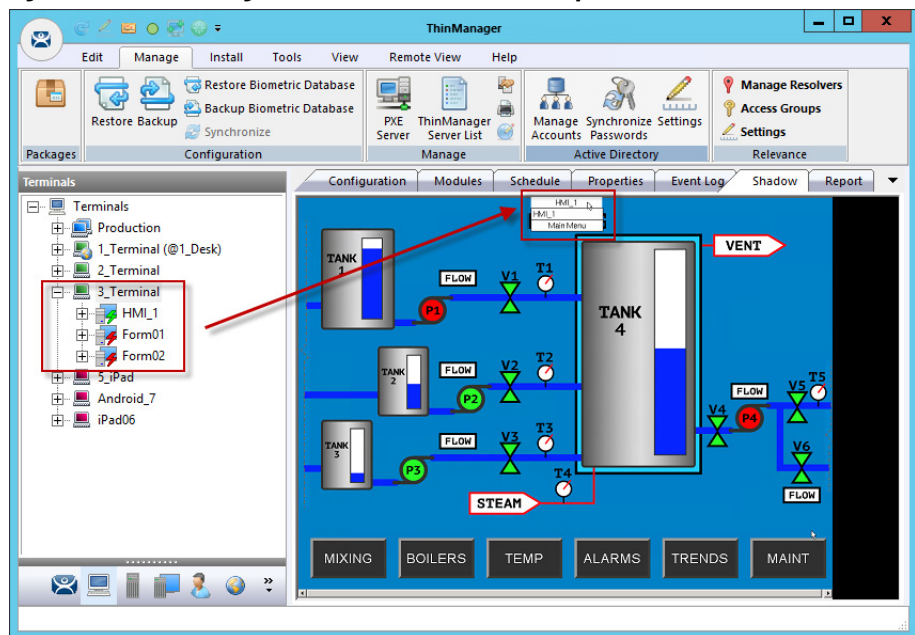 ThinManager
Edit Manage Install Tools View Remote View Help
Restore Backup
Restore Biometric Database
Backup Biometric Database
Synchronize
PXE Server
ThinManager Server List
Manage Accounts
Synchronize Passwords
Settings
Manage Resolvers
Access Groups
Settings
Packages Configuration Manage Active Directory Relevance
Terminals
Configuration Modules Schedule Properties Event Log Shadow Report
Terminals
Production
1_Terminal (@1_Desk)
2_Terminal
3_Terminal
HMI_1
Form01
Form02
5_iPad
Android_7
iPad06
HMI_1
HMI_1
Main Menu
VENT
TANK
1
FLOW
V1
T1
P1
TANK
4
TANK
2
FLOW
V2
T2
P2
FLOW
V5
T5
V4
P4
TANK
3
FLOW
V3
T3
P3
V6
T4
FLOW
STEAM
MIXING BOILERS TEMP ALARMS TRENDS MAINT